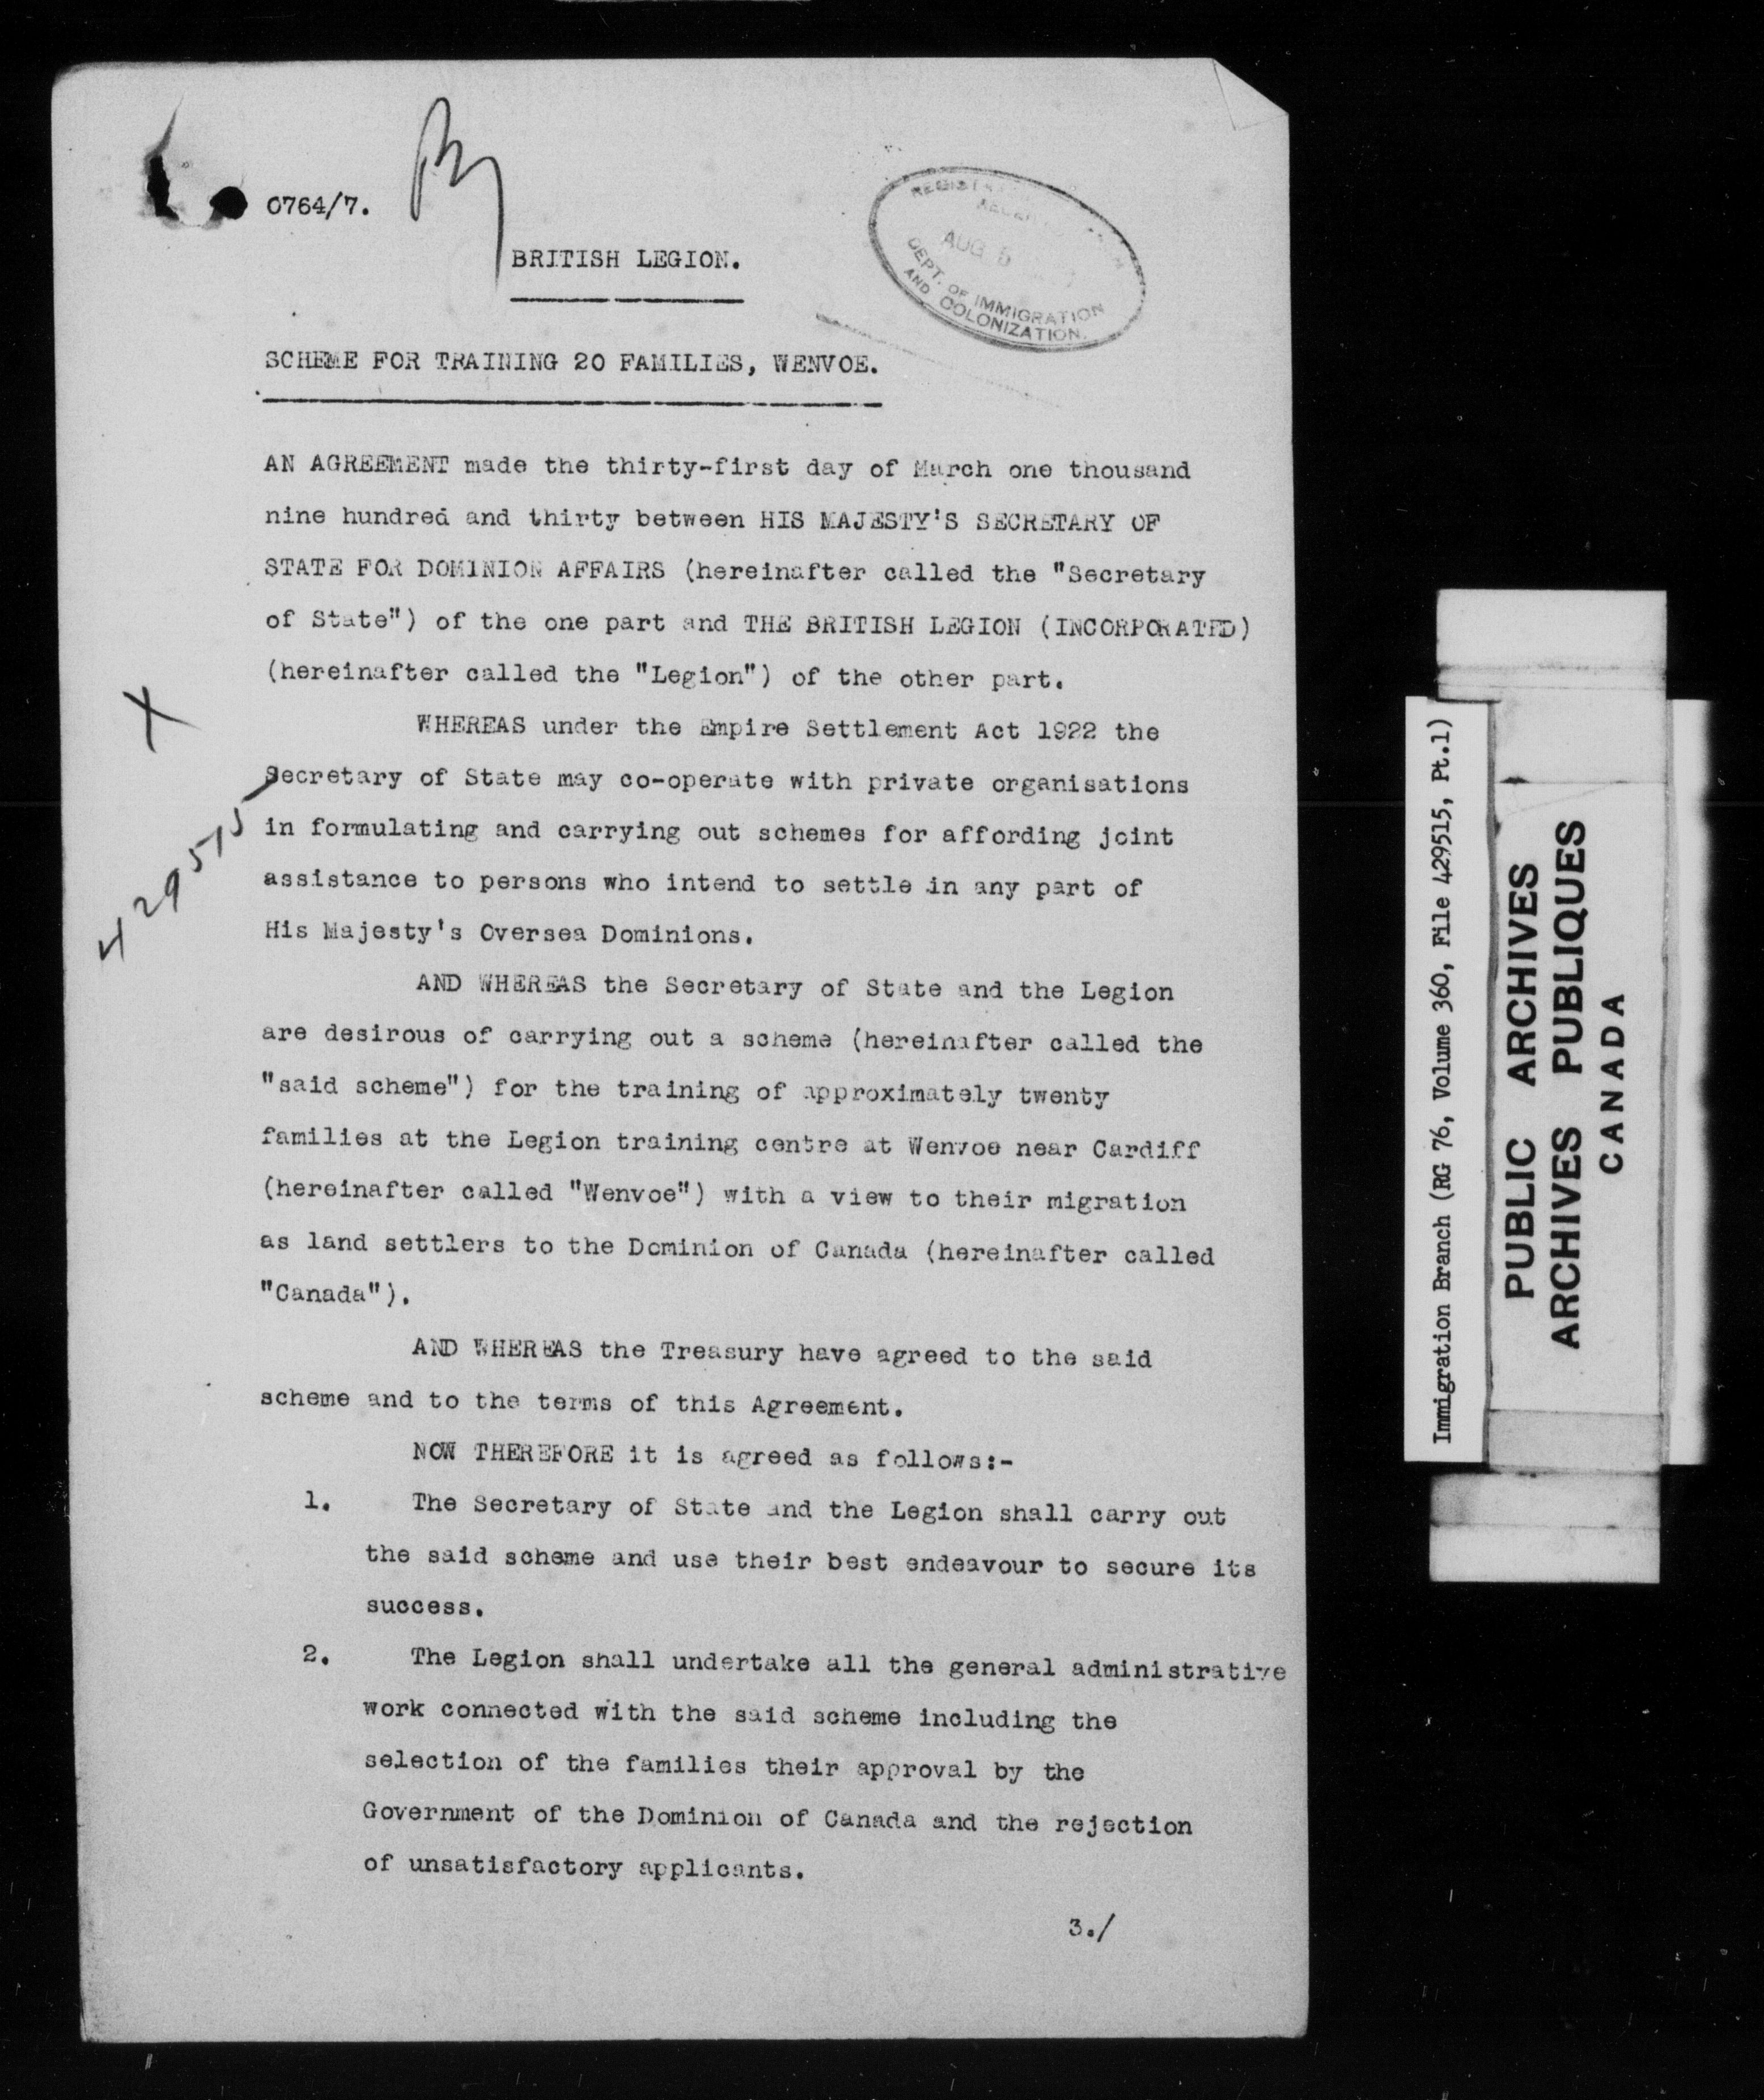 0764/7.
BRITISH LEGION.
AUG 5
DEPT. OF IMMIGRATION
AND COLONIZATION.
SCHEME FOR TRAINING 20 FAMILIES, WENVOE.
AN AGREEMENT made the thirty-first day of March one thousand
nine hundred and thirty between HIS MAJESTY'S SECRETARY OF
STATE FOR DOMINION AFFAIRS (hereinafter called the "Secretary
of State") of the one part and THE BRITISH LEGION (INCORPORATED)
(hereinafter called the "Legion") of the other part.
X
429515
WHEREAS under the Empire Settlement Act 1922 the
Secretary of State may co-operate with private organisations
in formulating and carrying out schemes for affording joint
assistance to persons who intend to settle in any part of
His Majesty's Oversea Dominions.
AND WHEREAS the Secretary of State and the Legion
are desirous of carrying out a scheme (hereinafter called the
"said scheme") for the training of approximately twenty
families at the Legion training centre at Wenvoe near Cardiff
(hereinafter called "Wenvoe") with a view to their migration
as land settlers to the Dominion of Canada (hereinafter called
"Canada").
AND WHEREAS the Treasury have agreed to the said
scheme and to the terms of this Agreement.
NOW THEREFORE it is agreed as follows:-
1. The Secretary of State and the Legion shall carry out
the said scheme and use their best endeavour to secure its
success.
2. The Legion shall undertake all the general administrative
work connected with the said scheme including the
selection of the families their approval by the
Government of the Dominion of Canada and the rejection
of unsatisfactory applicants.
3./
Immigration Branch (RG 76, Volume 360, File 429515, Pt.1)
PUBLIC ARCHIVES
ARCHIVES PUBLIQUES
CANADA